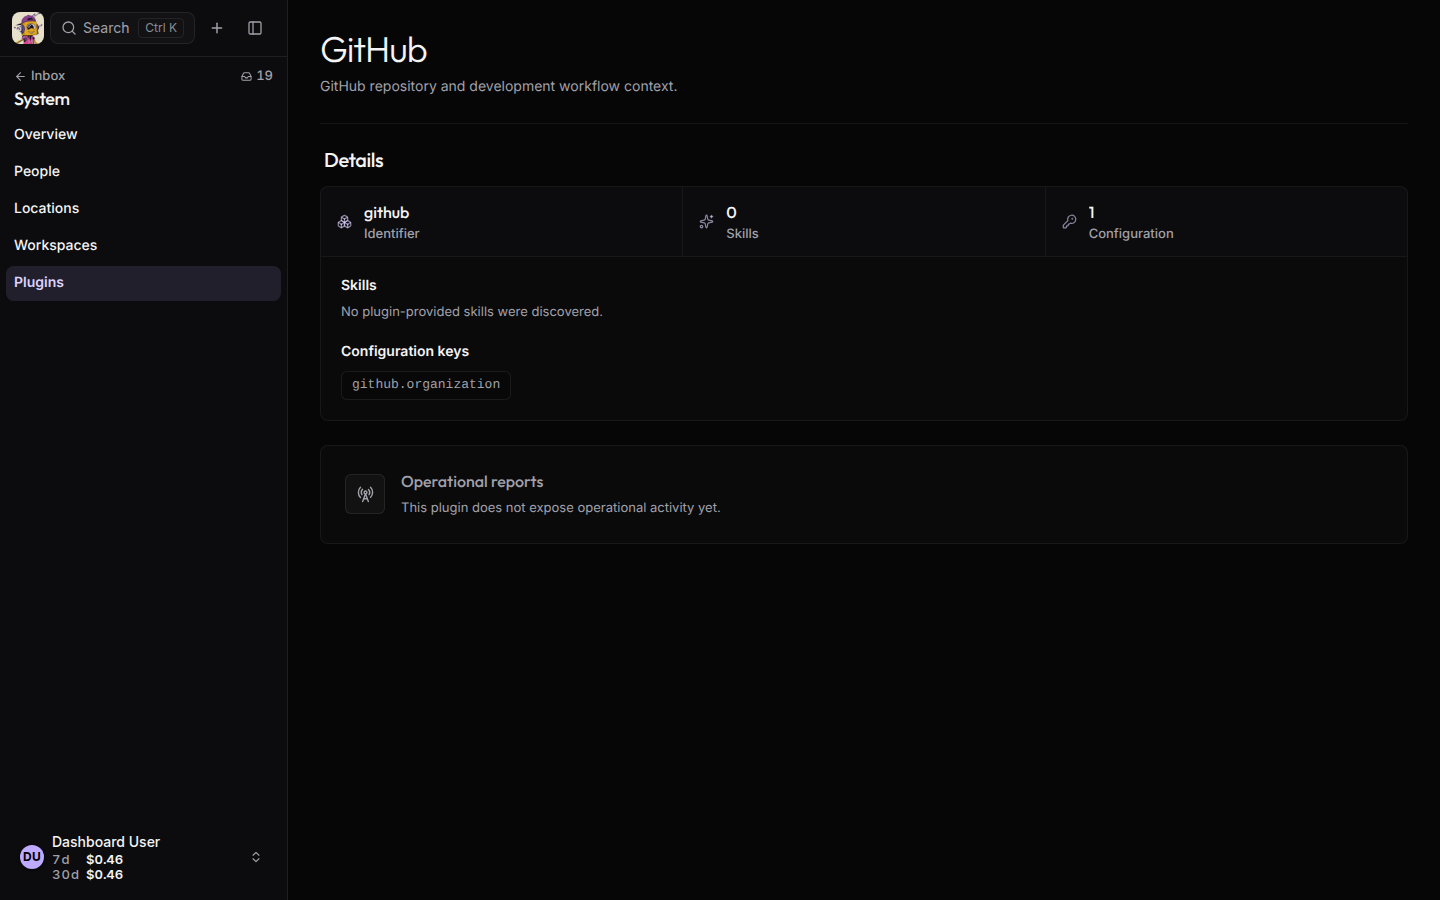 Search
Ctrl K
Inbox
19
System
Overview
People
Locations
Workspaces
Plugins
DU
Dashboard User
7d $0.46
30d $0.46
GitHub
GitHub repository and development workflow context.
Details
github
Identifier
0
Skills
1
Configuration
Skills
No plugin-provided skills were discovered.
Configuration keys
github.organization
Operational reports
This plugin does not expose operational activity yet.